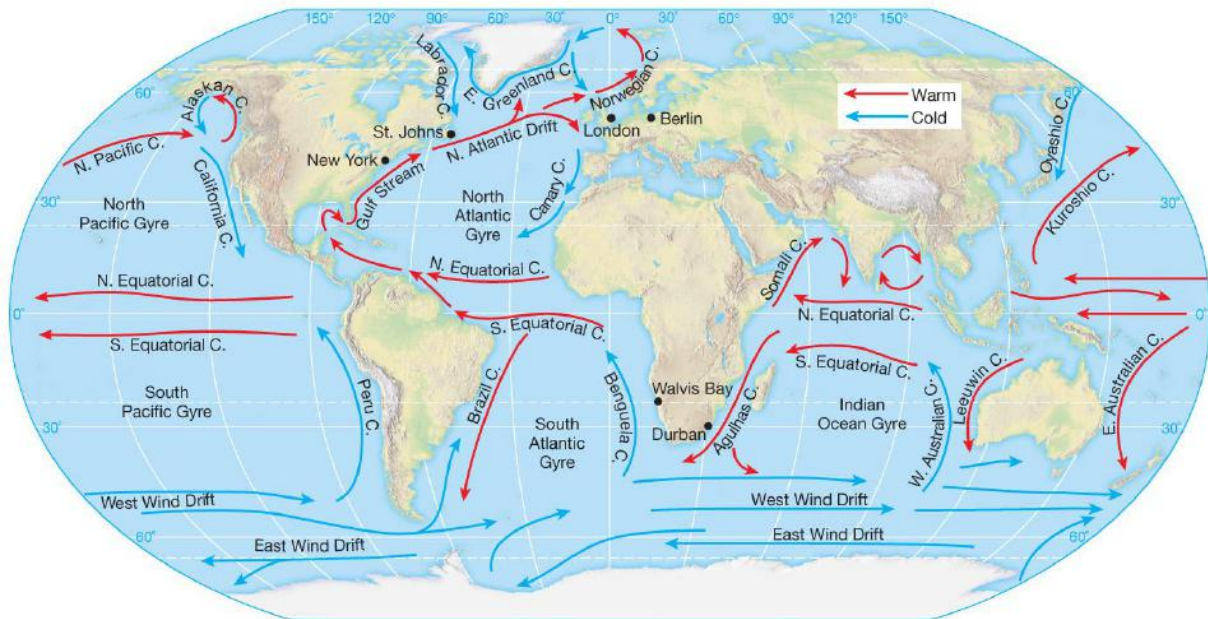 150°
120°
90°
60°
30°
0°
30°
60°
90°
120°
150°
Labrador C.
E. Greenland C.
Norwegian C.
60°
60°
Alaskan C.
Warm
Cold
Oyashio C.
St. Johns
London
Berlin
N. Pacific C.
New York
N. Atlantic Drift
Gulf Stream
California C.
Canary C.
Kuroshio C.
30°
30°
North
Pacific Gyre
North
Atlantic
Gyre
Somali C.
N. Equatorial C.
N. Equatorial C.
N. Equatorial C.
0°
0°
S. Equatorial C.
S. Equatorial C.
S. Equatorial C.
South
Pacific Gyre
Peru C.
Brazil C.
Benguela C.
Walvis Bay
Durban
Agulhas C.
Indian
Ocean Gyre
W. Australian C.
Leeuwin C.
E. Australian C.
30°
30°
South
Atlantic
Gyre
West Wind Drift
West Wind Drift
East Wind Drift
East Wind Drift
60°
60°